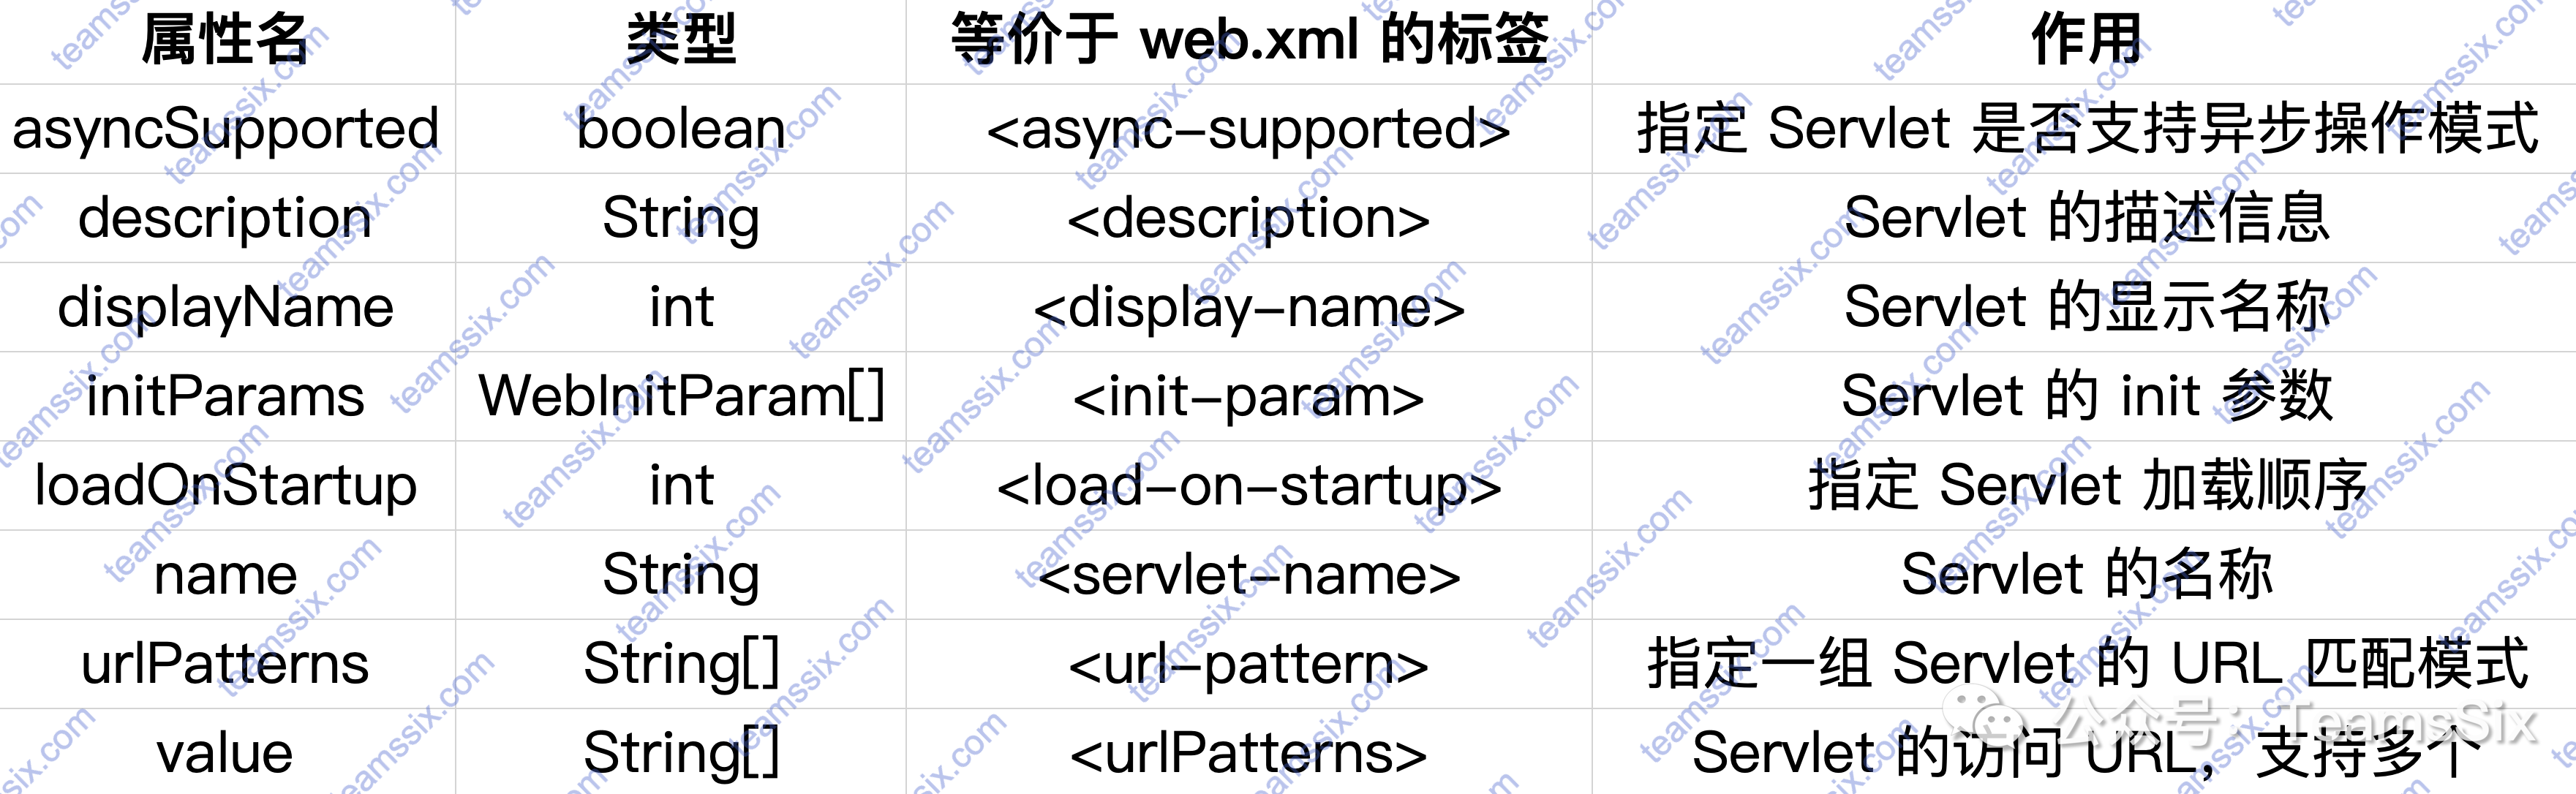 属性名 类型 等价于 web.xml 的标签 作用
asyncSupported boolean <async-supported> 指定 Servlet 是否支持异步操作模式
description String <description> Servlet 的描述信息
displayName int <display-name> Servlet 的显示名称
initParams WebInitParam[] <init-param> Servlet 的 init 参数
loadOnStartup int <load-on-startup> 指定 Servlet 加载顺序
name String <servlet-name> Servlet 的名称
urlPatterns String[] <url-pattern> 指定一组 Servlet 的 URL 匹配模式
value String[] <urlPatterns> Servlet 的访问 URL，支持多个
公众号：TeamsSix
teamssix.com